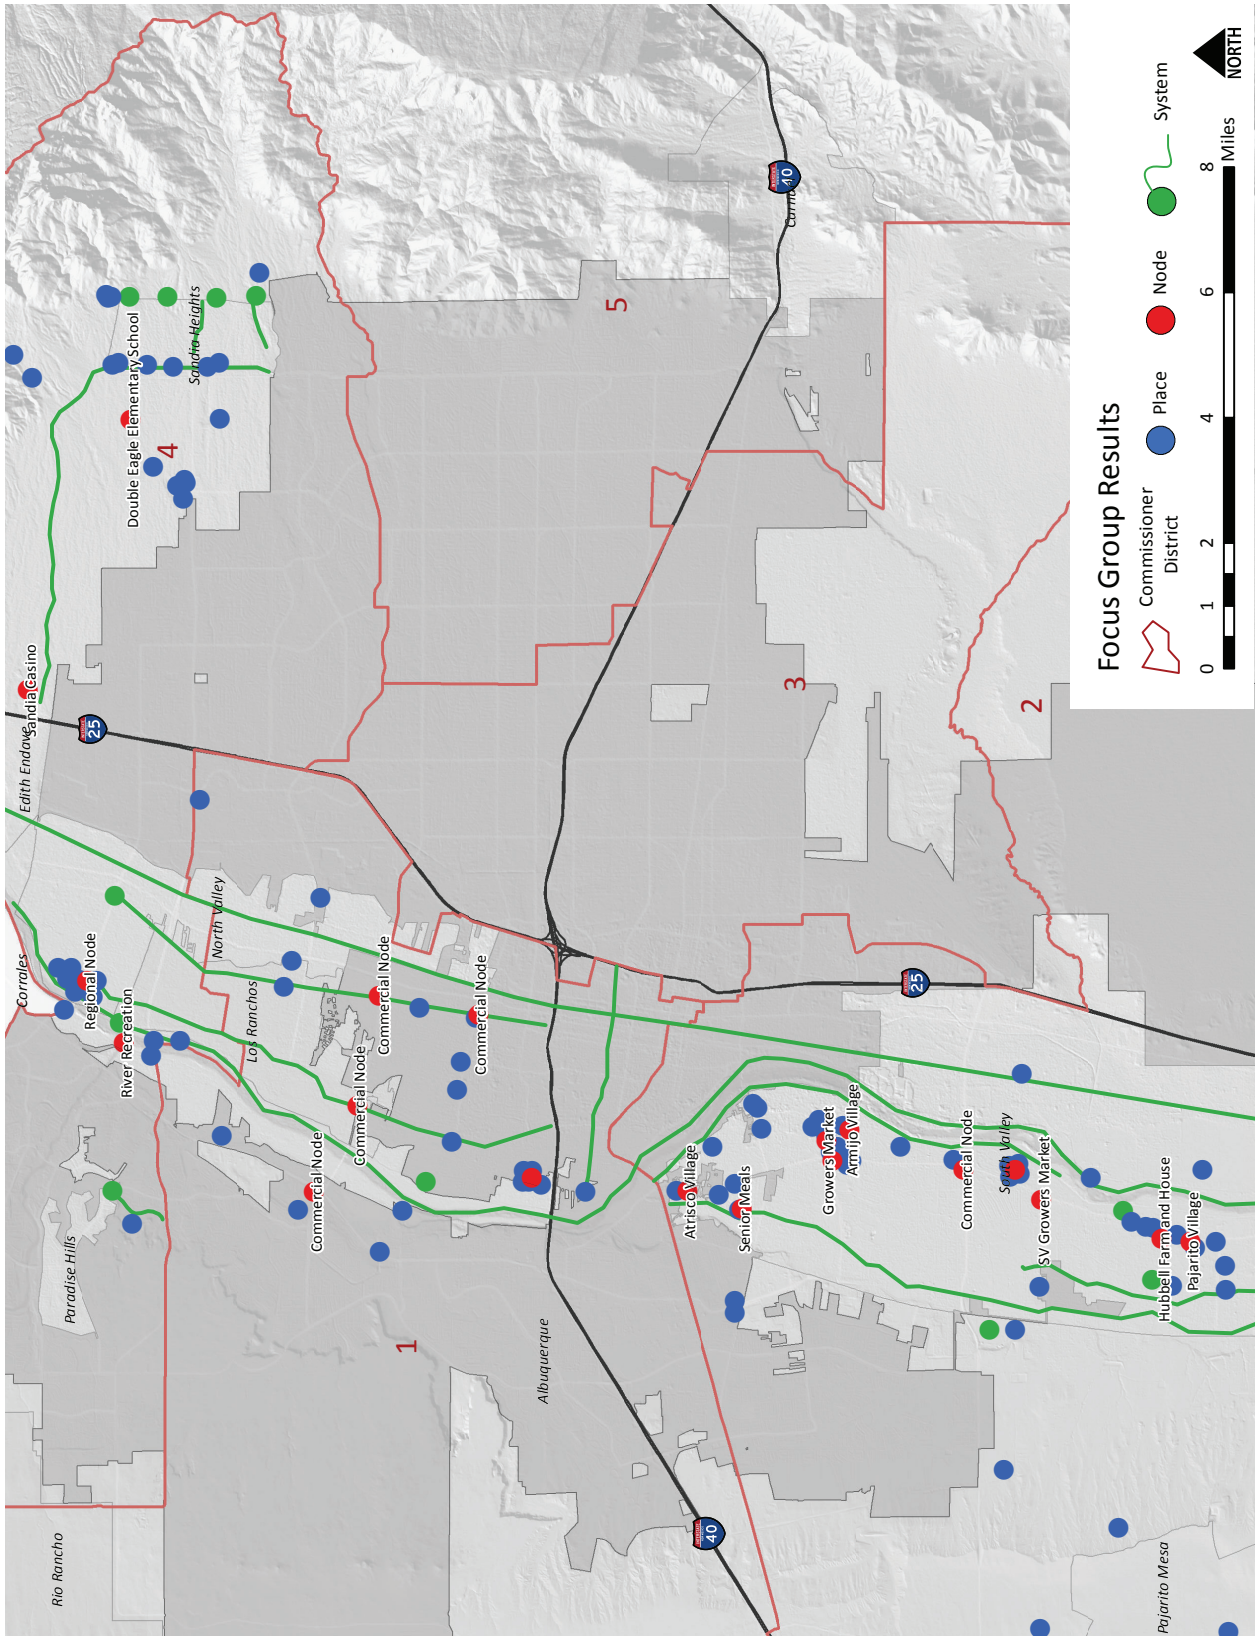 Corrales
Edith Endave
Sandia Casino
Rio Rancho
Paradise Hills
Regional Node
25
River Recreation
Double Eagle Elementary School
4
Sandia Heights
North Valley
Los Ranchos
Commercial Node
Commercial Node
Commercial Node
1
Commercial Node
Albuquerque
5
Atrisco Village
40
Senior Meals
40
3
Growers Market
Armijo Village
25
Commercial Node
South Valley
2
SV Growers Market
Pajarito Mesa
Hubbell Farm and House
Pajarito Village
Focus Group Results
Commissioner
District
Place
Node
System
0 1 2 4 6 8
Miles
NORTH